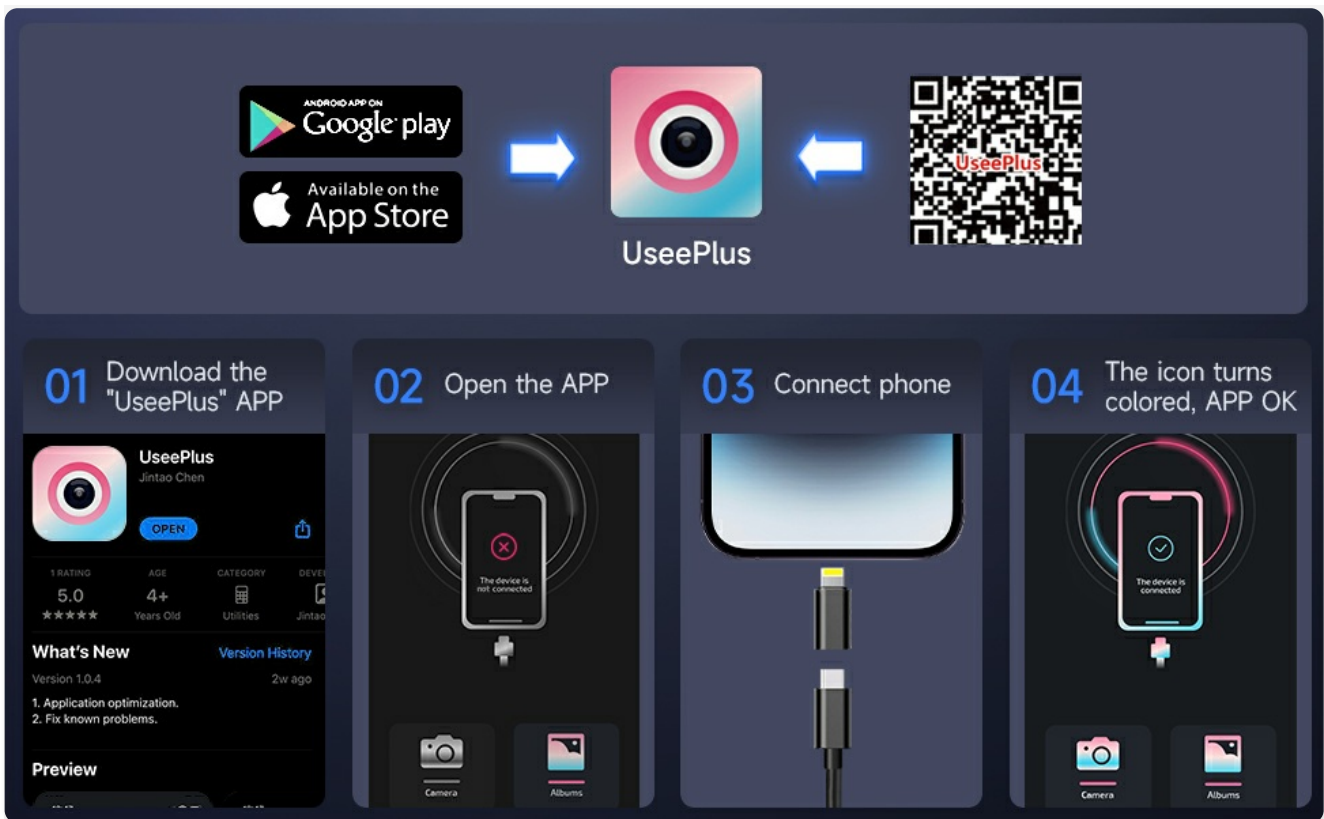 ANDROID APP ON
Google play
Available on the
App Store
UseePlus
UseePlus
01 Download the
"UseePlus" APP
UseePlus
Jintao Chen
OPEN
1 RATING AGE CATEGORY
5.0 4+
Years Old Utilities Jintao
What's New Version History
Version 1.0.4 2w ago
1. Application optimization.
2. Fix known problems.
Preview
02 Open the APP
The device is
not connected
Camera Albums
03 Connect phone
04 The icon turns
colored, APP OK
The device is
connected
Camera Albums